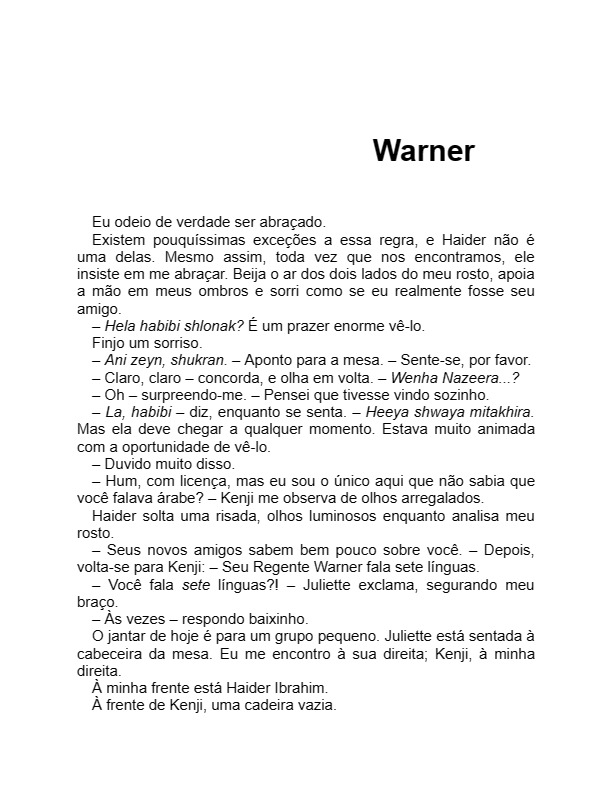 Warner
Eu odeio de verdade ser abraçado.
Existem pouquíssimas exceções a essa regra, e Haider não é
uma delas. Mesmo assim, toda vez que nos encontramos, ele
insiste em me abraçar. Beija o ar dos dois lados do meu rosto, apoia
a mão em meus ombros e sorri como se eu realmente fosse seu
amigo.
– Hela habibi shlonak? É um prazer enorme vê-lo.
Finjo um sorriso.
– Ani zeyn, shukran. – Aponto para a mesa. – Sente-se, por favor.
– Claro, claro – concorda, e olha em volta. – Wenha Nazeera...?
– Oh – surpreendo-me. – Pensei que tivesse vindo sozinho.
– La, habibi – diz, enquanto se senta. – Heeya shwaya mitakhira.
Mas ela deve chegar a qualquer momento. Estava muito animada
com a oportunidade de vê-lo.
– Duvido muito disso.
– Hum, com licença, mas eu sou o único aqui que não sabia que
você falava árabe? – Kenji me observa de olhos arregalados.
Haider solta uma risada, olhos luminosos enquanto analisa meu
rosto.
– Seus novos amigos sabem bem pouco sobre você. – Depois,
volta-se para Kenji: – Seu Regente Warner fala sete línguas.
– Você fala sete línguas?! – Juliette exclama, segurando meu
braço.
– Às vezes – respondo baixinho.
O jantar de hoje é para um grupo pequeno. Juliette está sentada à
cabeceira da mesa. Eu me encontro à sua direita; Kenji, à minha
direita.
À minha frente está Haider Ibrahim.
À frente de Kenji, uma cadeira vazia.